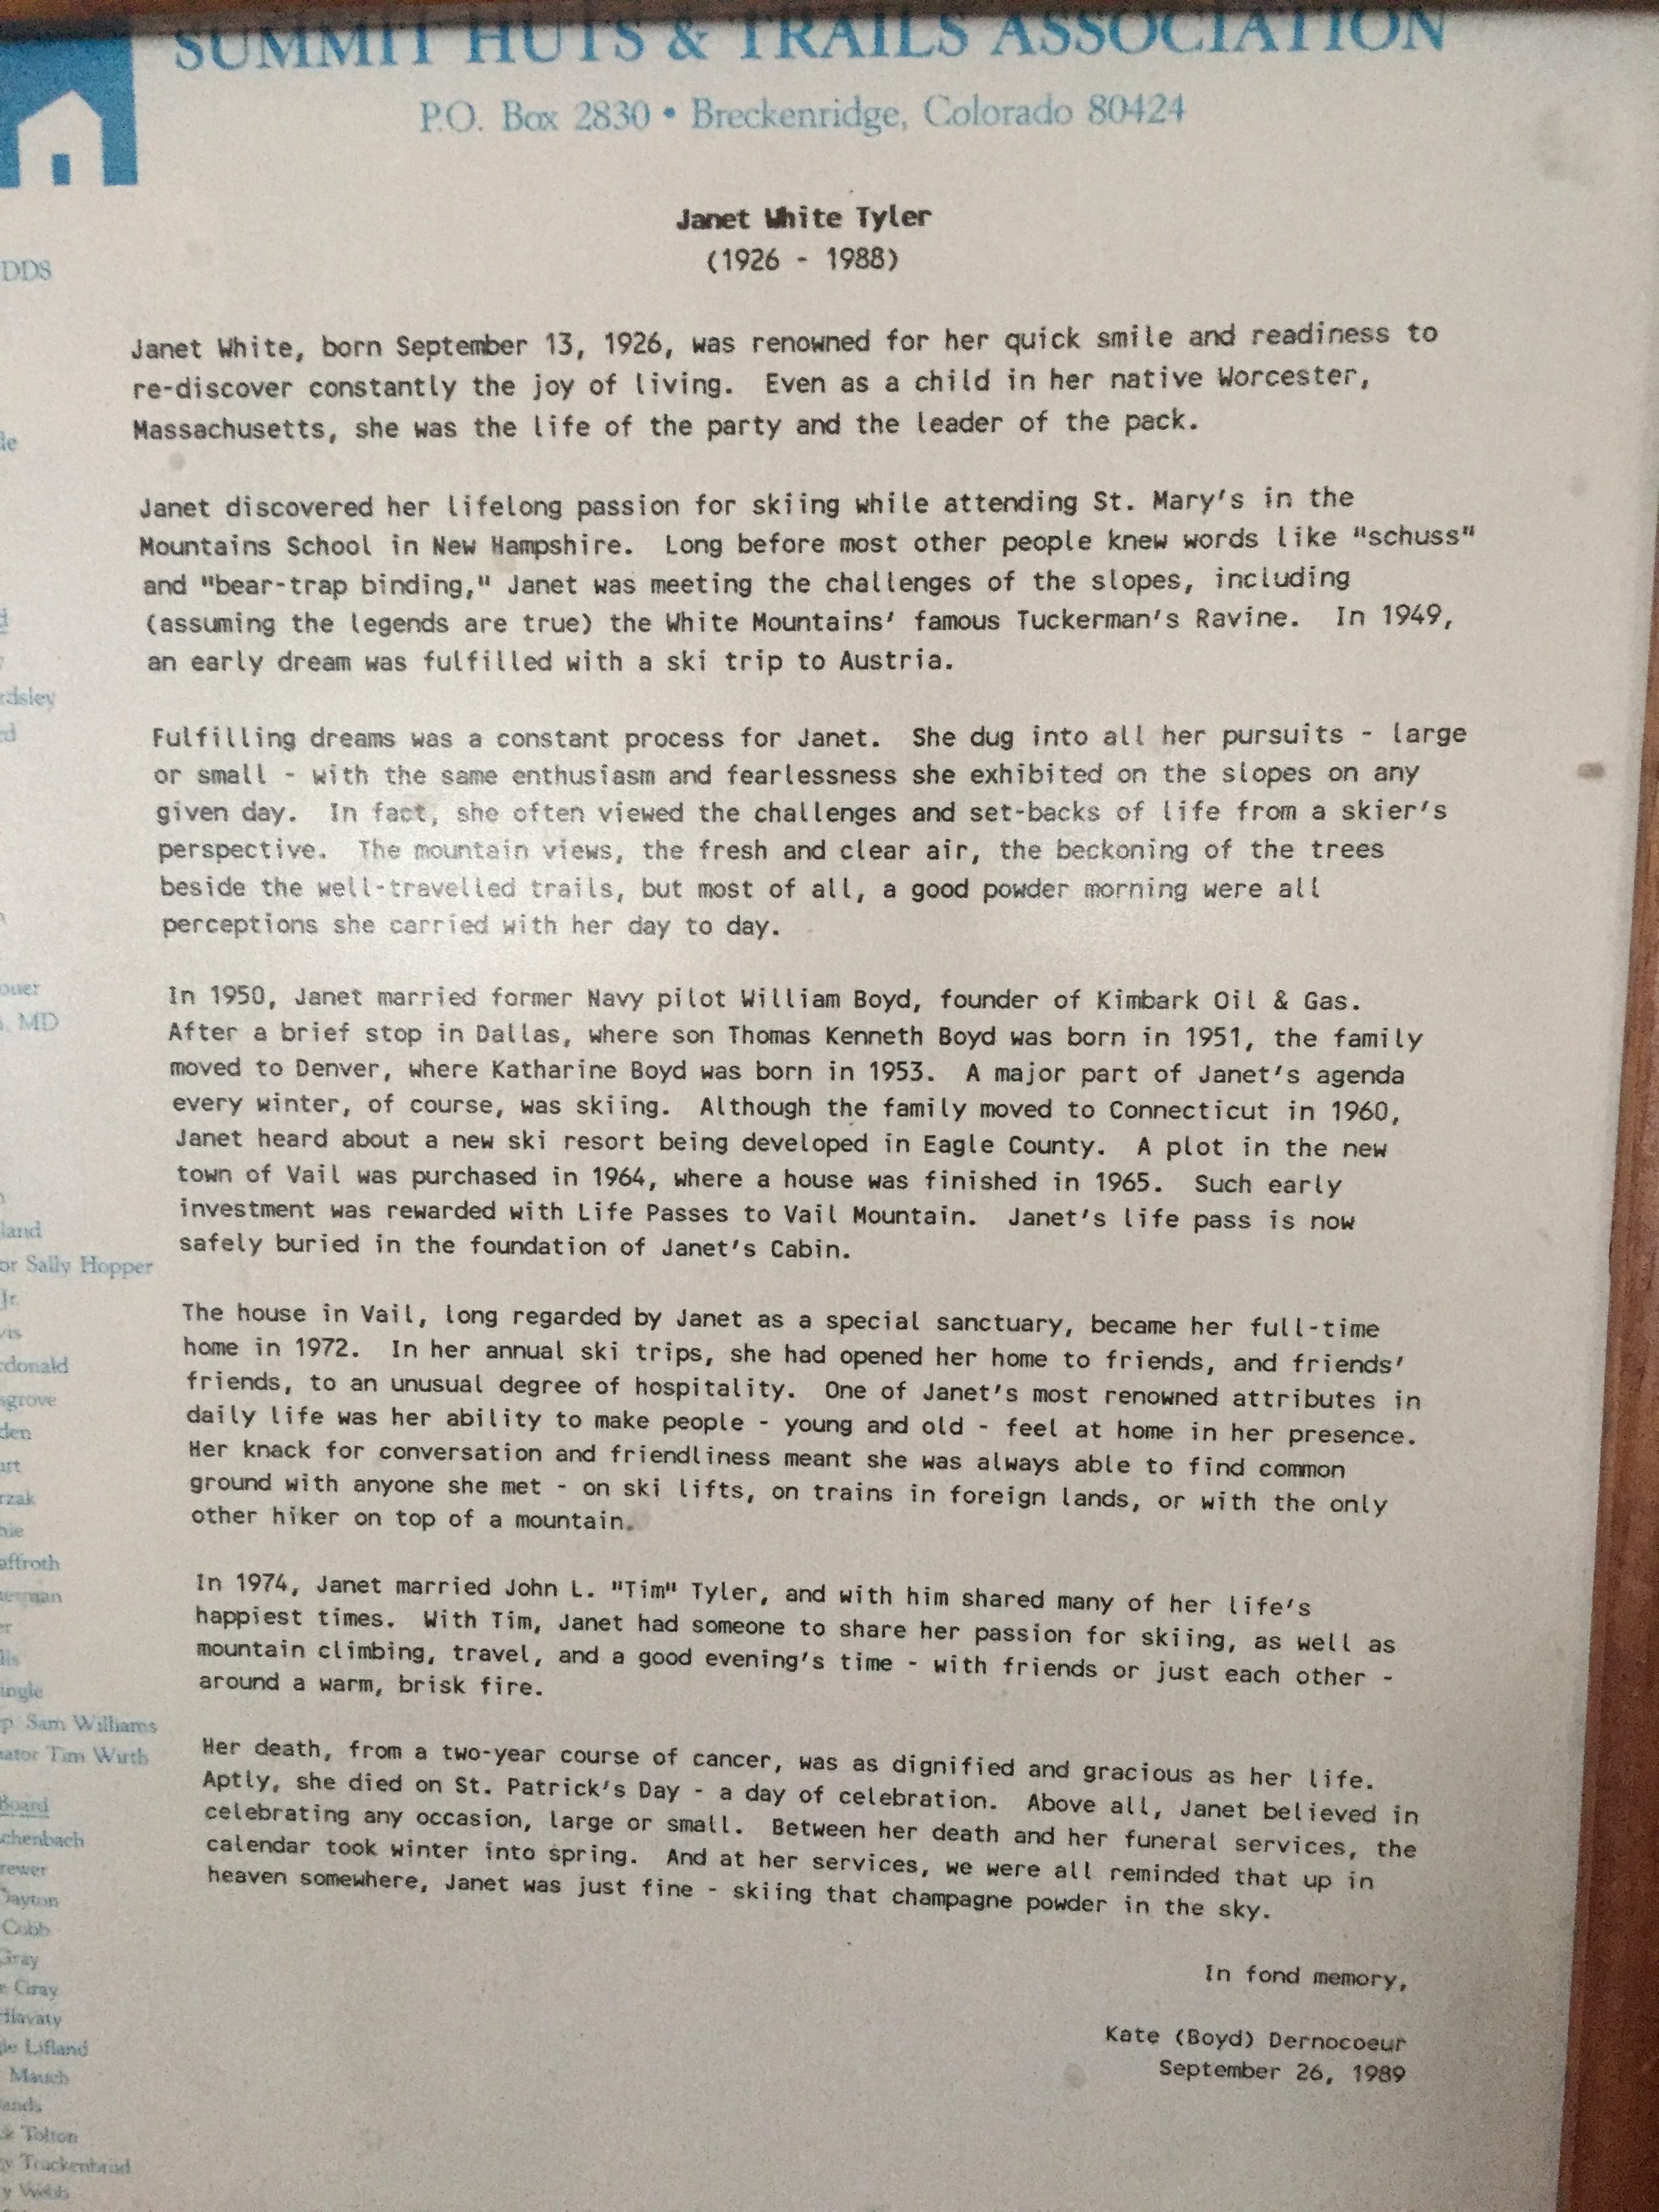 SUMMIT HUTS & TRAILS ASSOCIATION
P.O. Box 2830 • Breckenridge, Colorado 80424
Janet White Tyler
(1926 - 1988)
Janet White, born September 13, 1926, was renowned for her quick smile and readiness to
re-discover constantly the joy of living. Even as a child in her native Worcester,
Massachusetts, she was the life of the party and the leader of the pack.
Janet discovered her lifelong passion for skiing while attending St. Mary's in the
Mountains School in New Hampshire. Long before most other people knew words like "schuss"
and "bear-trap binding," Janet was meeting the challenges of the slopes, including
(assuming the legends are true) the White Mountains' famous Tuckerman's Ravine. In 1949,
an early dream was fulfilled with a ski trip to Austria.
Fulfilling dreams was a constant process for Janet. She dug into all her pursuits - large
or small - with the same enthusiasm and fearlessness she exhibited on the slopes on any
given day. In fact, she often viewed the challenges and set-backs of life from a skier's
perspective. The mountain views, the fresh and clear air, the beckoning of the trees
beside the well-travelled trails, but most of all, a good powder morning were all
perceptions she carried with her day to day.
In 1950, Janet married former Navy pilot William Boyd, founder of Kimbark Oil & Gas.
After a brief stop in Dallas, where son Thomas Kenneth Boyd was born in 1951, the family
moved to Denver, where Katharine Boyd was born in 1953. A major part of Janet's agenda
every winter, of course, was skiing. Although the family moved to Connecticut in 1960,
Janet heard about a new ski resort being developed in Eagle County. A plot in the new
town of Vail was purchased in 1964, where a house was finished in 1965. Such early
investment was rewarded with Life Passes to Vail Mountain. Janet's life pass is now
safely buried in the foundation of Janet's Cabin.
The house in Vail, long regarded by Janet as a special sanctuary, became her full-time
home in 1972. In her annual ski trips, she had opened her home to friends, and friends'
friends, to an unusual degree of hospitality. One of Janet's most renowned attributes in
daily life was her ability to make people - young and old - feel at home in her presence.
Her knack for conversation and friendliness meant she was always able to find common
ground with anyone she met - on ski lifts, on trains in foreign lands, or with the only
other hiker on top of a mountain.
In 1974, Janet married John L. "Tim" Tyler, and with him shared many of her life's
happiest times. With Tim, Janet had someone to share her passion for skiing, as well as
mountain climbing, travel, and a good evening's time - with friends or just each other -
around a warm, brisk fire.
Her death, from a two-year course of cancer, was as dignified and gracious as her life.
Aptly, she died on St. Patrick's Day - a day of celebration. Above all, Janet believed in
celebrating any occasion, large or small. Between her death and her funeral services, the
calendar took winter into spring. And at her services, we were all reminded that up in
heaven somewhere, Janet was just fine - skiing that champagne powder in the sky.
In fond memory,
Kate (Boyd) Dernocoeur
September 26, 1989
DDS
MD
Sally Hopper
Jr.
Sam Williams
Tim Wirth
Board
Cobb
Gray
Gray
Lifland
Mauch
Tolton
Webb